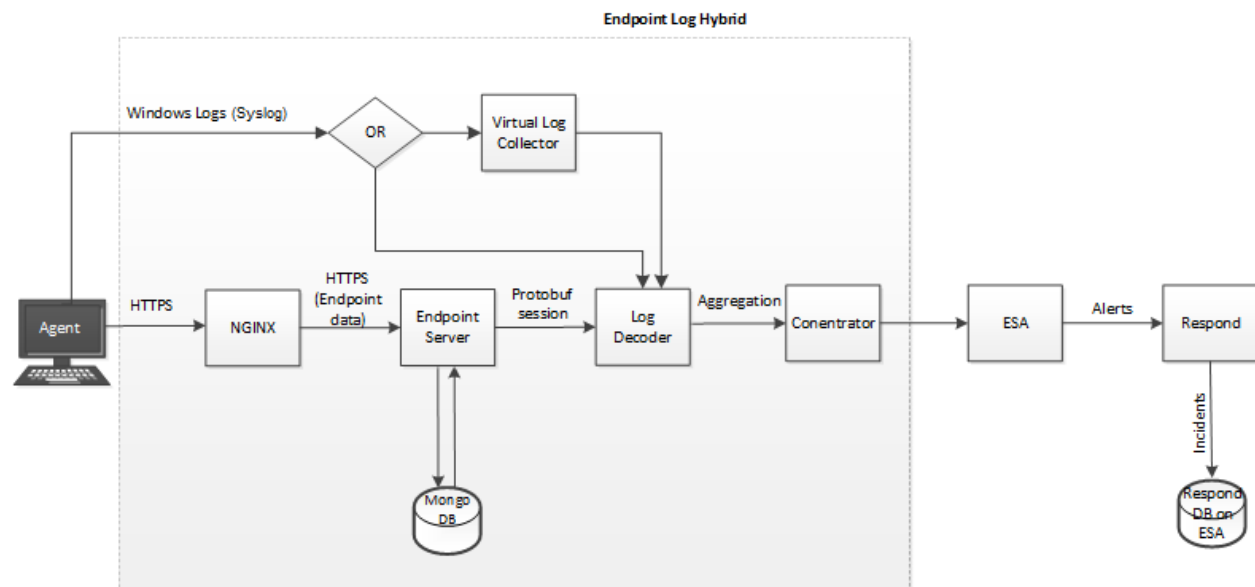 Endpoint Log Hybrid
Windows Logs (Syslog)
OR
Virtual Log
Collector
Agent
HTTPS
NGINX
HTTPS
(Endpoint
data)
Endpoint
Server
Protobuf
session
Log
Decoder
Aggregation
Conentrator
ESA
Alerts
Respond
Incidents
Mongo
DB
Respond
DB on
ESA